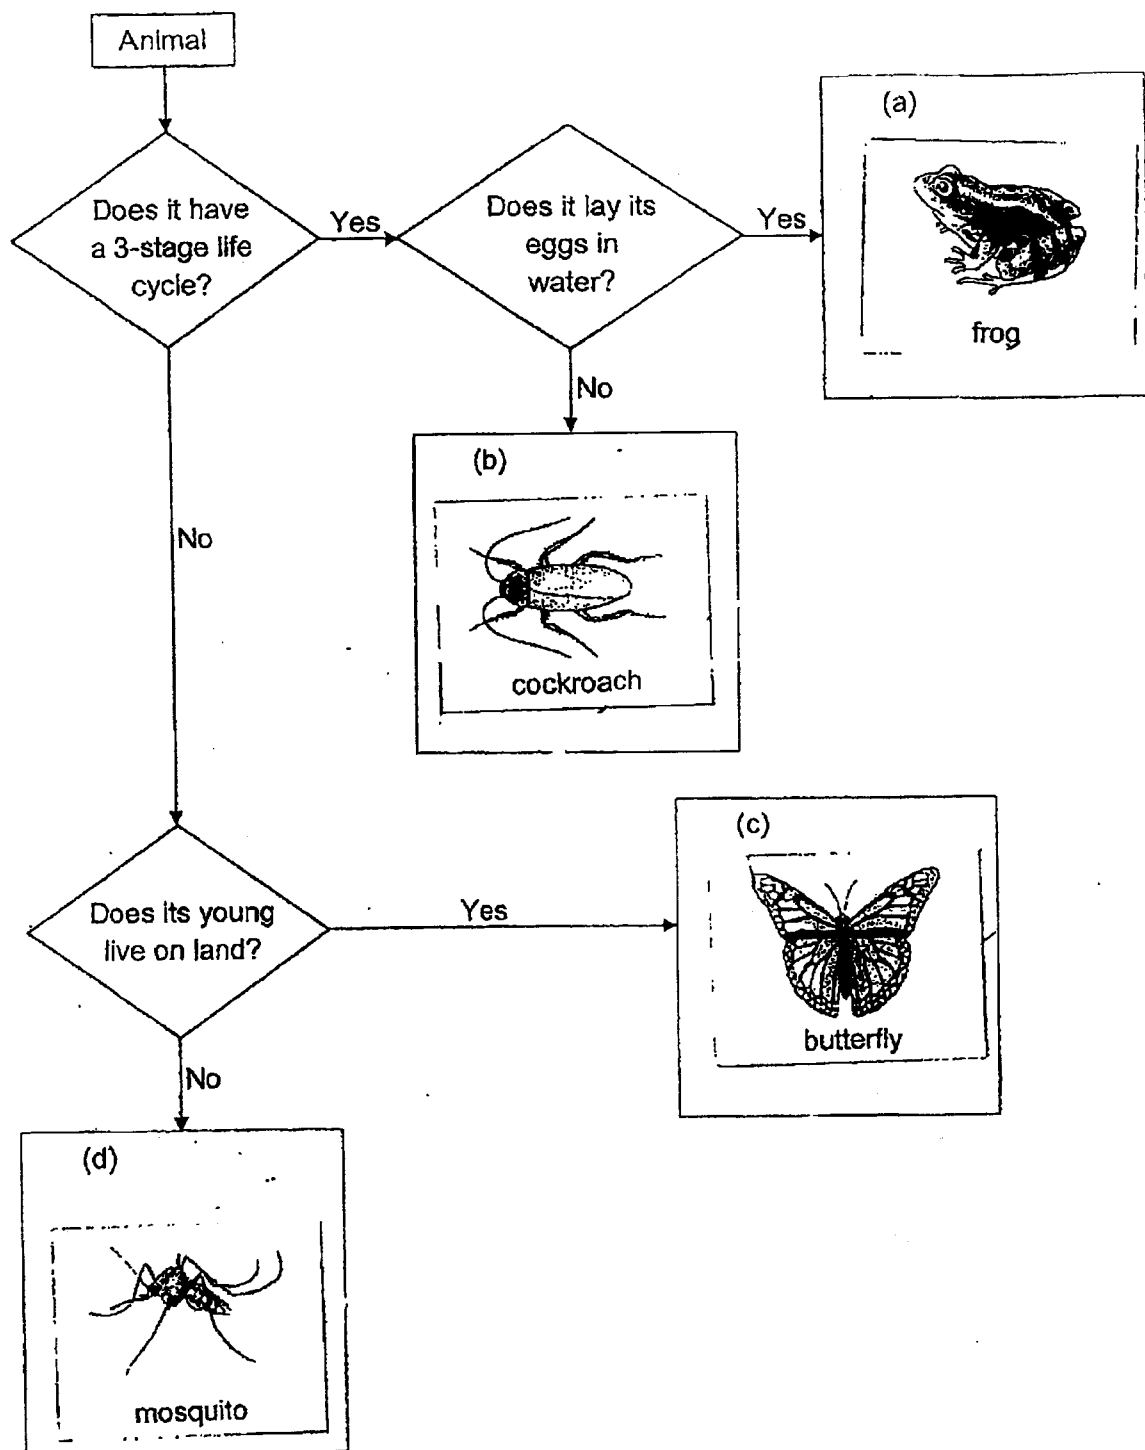 Animal
Does it have
a 3-stage life
cycle?
Yes
Does it lay its
eggs in
water?
Yes
(a)
frog
No
(b)
cockroach
No
Does its young
live on land?
Yes
(c)
butterfly
No
(d)
mosquito